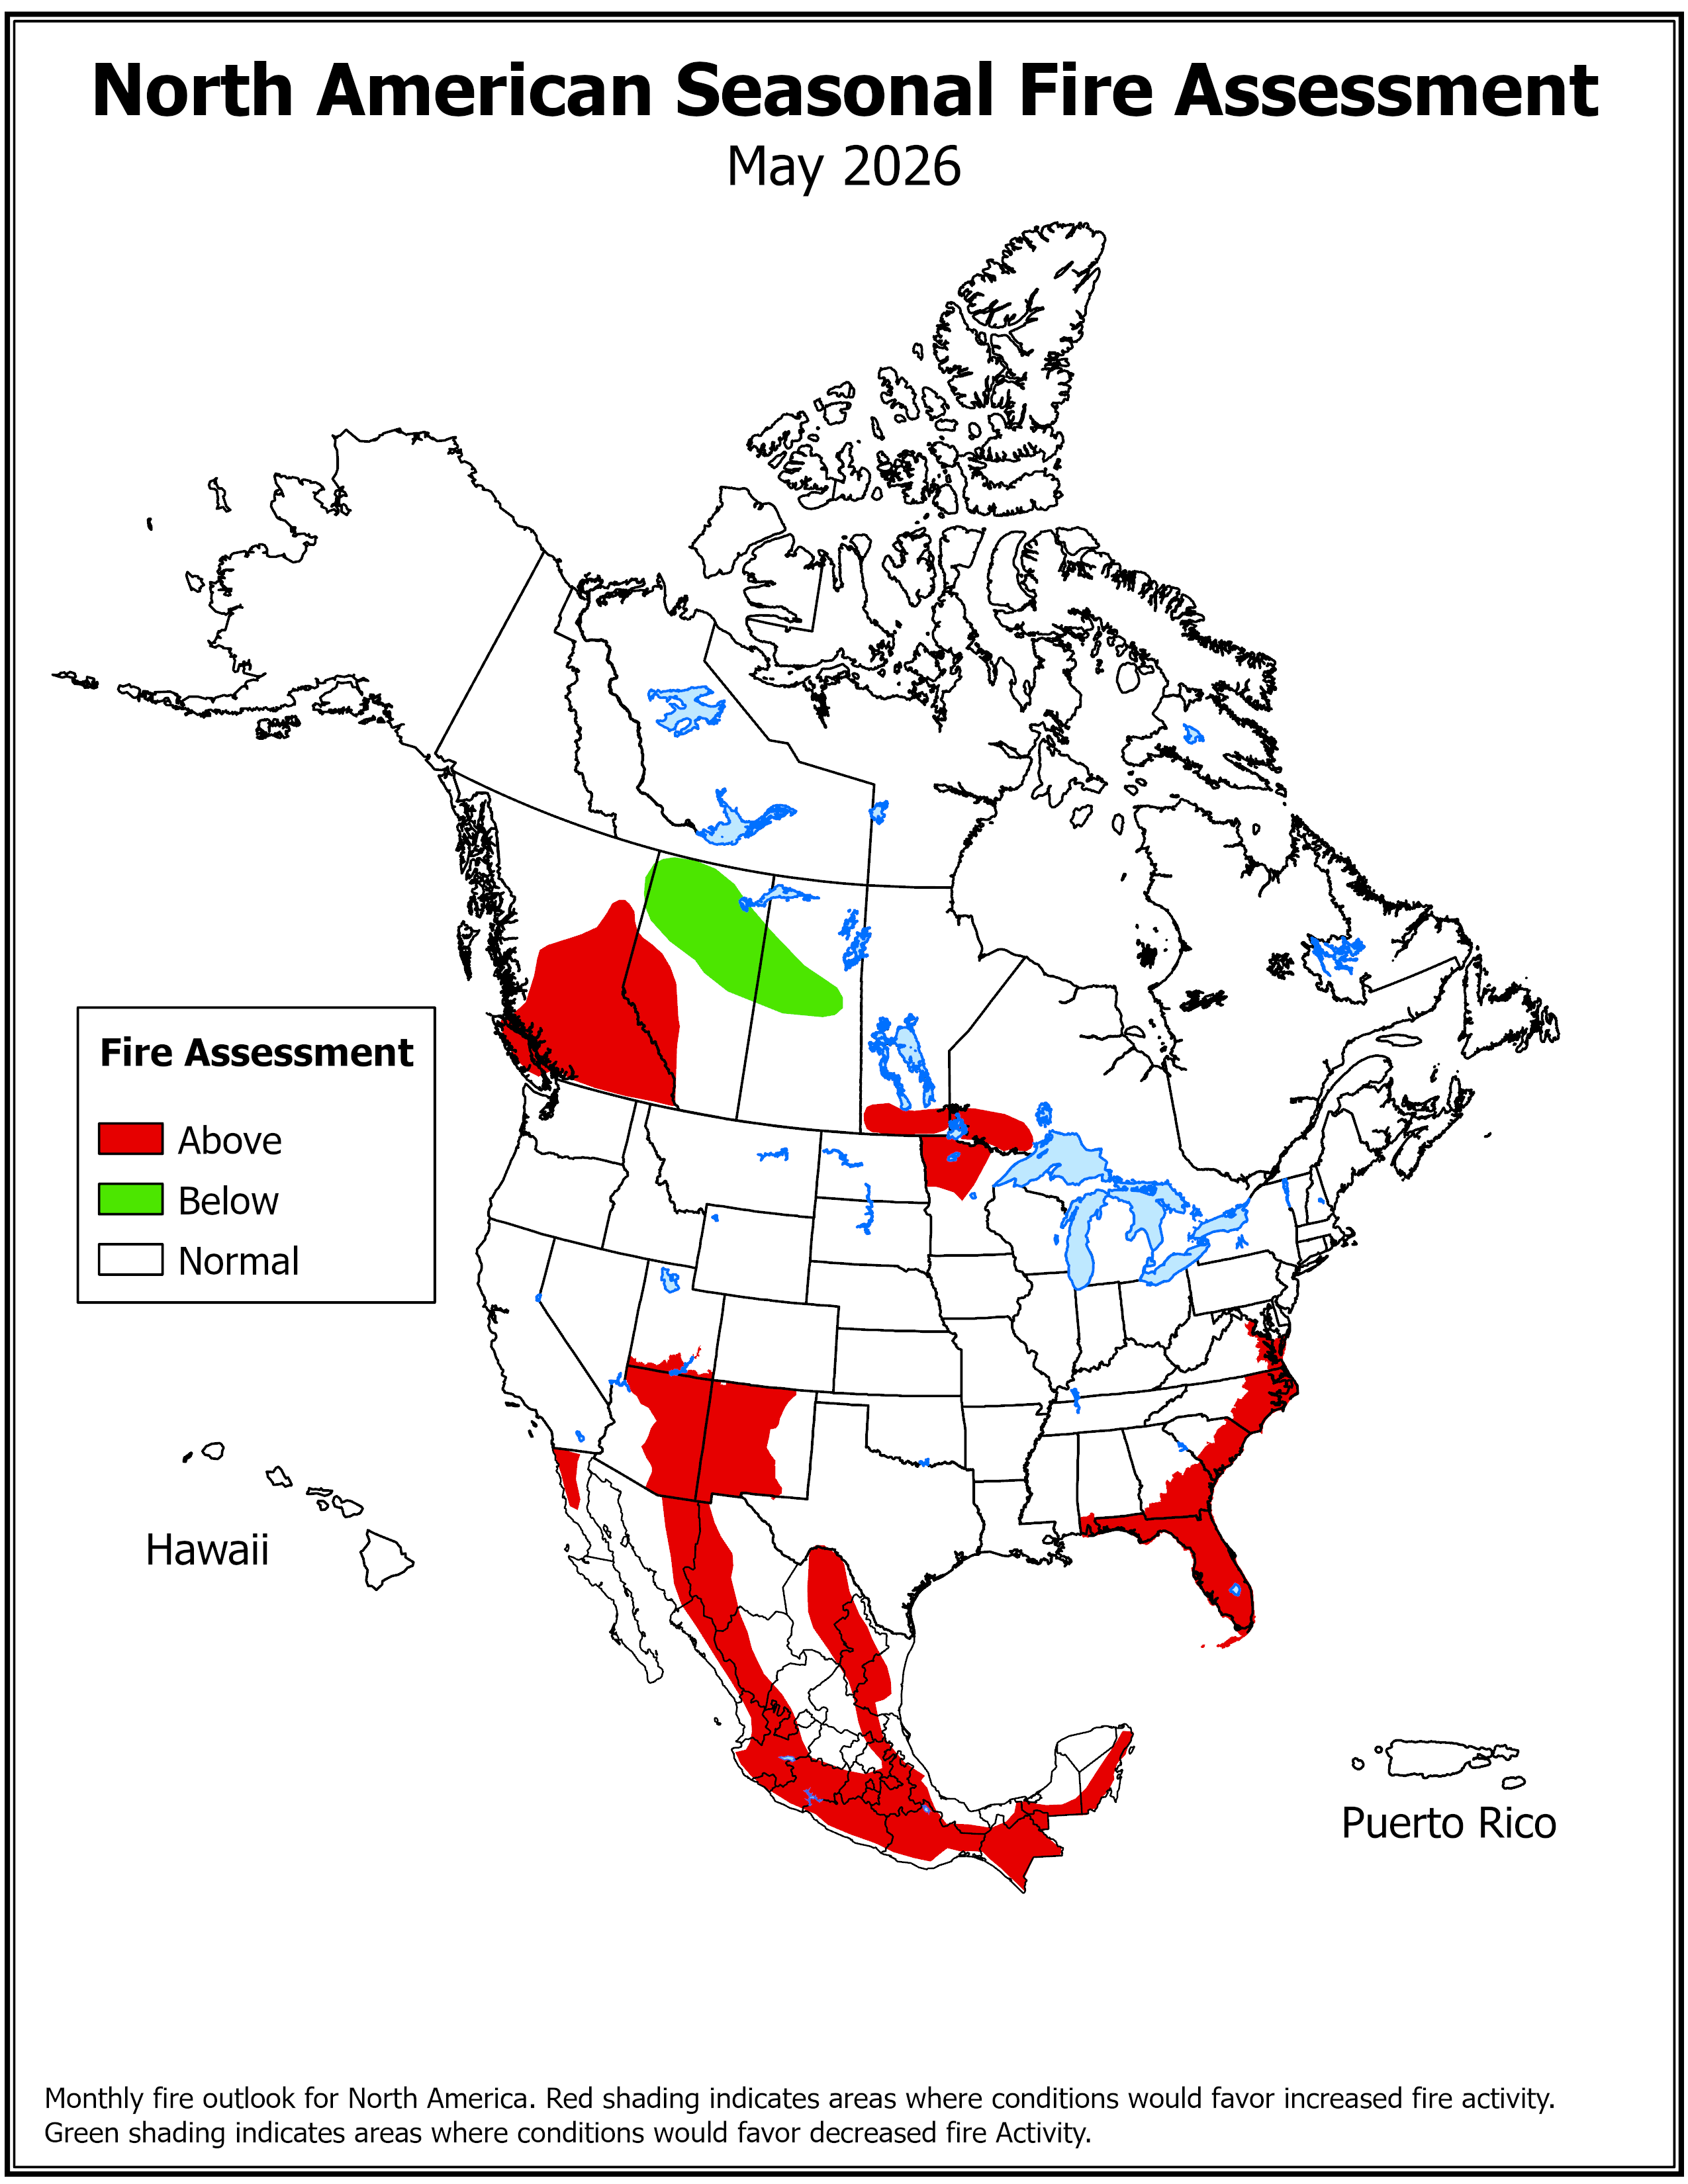 North American Seasonal Fire Assessment
May 2026
Fire Assessment
Above
Below
Normal
Hawaii
Puerto Rico
Monthly fire outlook for North America. Red shading indicates areas where conditions would favor increased fire activity.
Green shading indicates areas where conditions would favor decreased fire Activity.